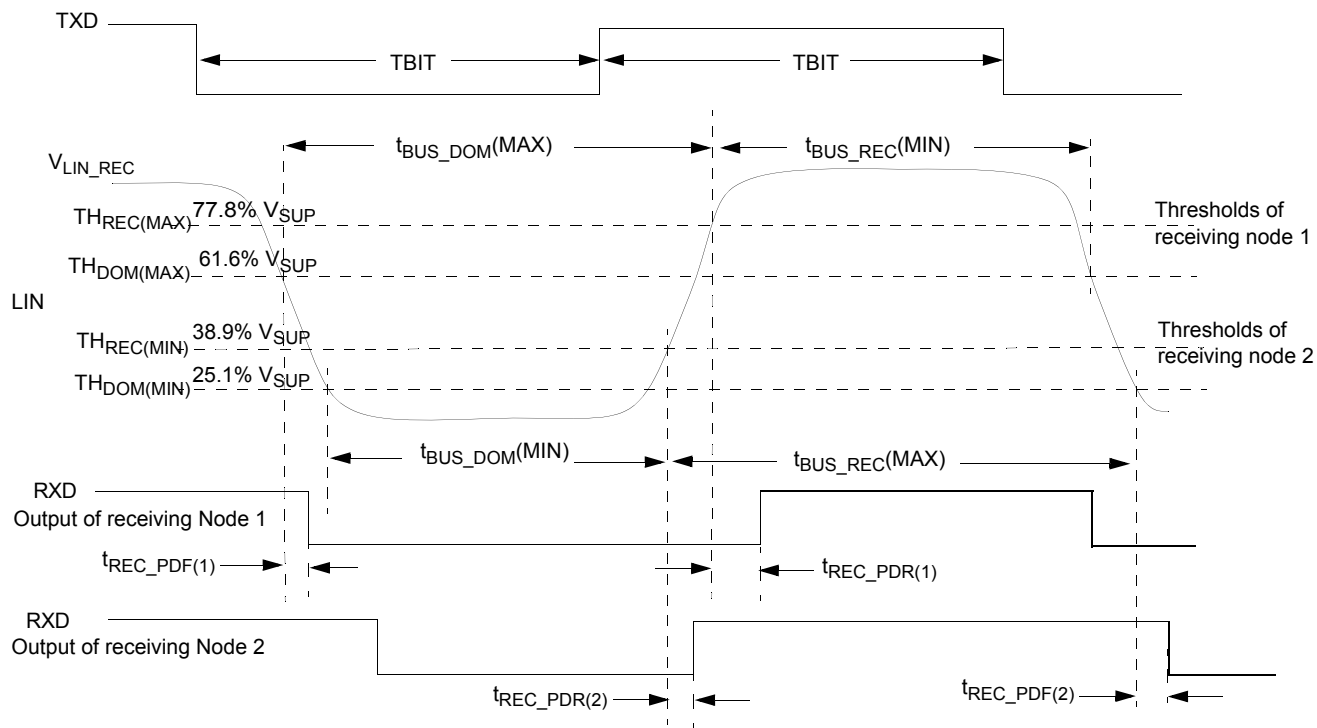 TXD
TBIT TBIT
tBUS_DOM(MAX) tBUS_REC(MIN)
VLIN_REC
THREC(MAX) 77.8% VSUP
Thresholds of
receiving node 1
THDOM(MAX) 61.6% VSUP
LIN
THREC(MIN) 38.9% VSUP
Thresholds of
receiving node 2
THDOM(MIN) 25.1% VSUP
tBUS_DOM(MIN) tBUS_REC(MAX)
RXD
Output of receiving Node 1
tREC_PDF(1) tREC_PDR(1)
RXD
Output of receiving Node 2
tREC_PDR(2) tREC_PDF(2)